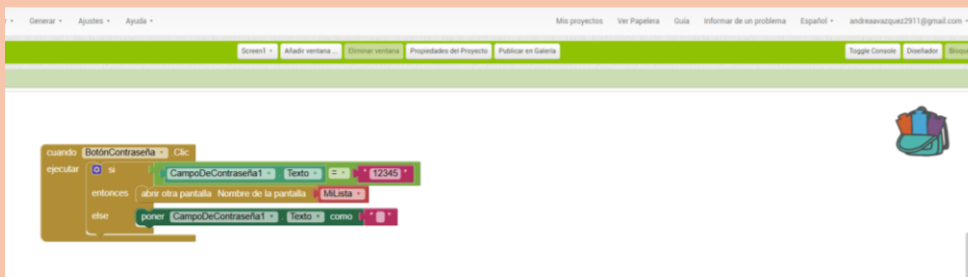 Generar Ajustes Ayuda Mis proyectos Ver Papelera Guía Informar de un problema Español andreaavazquez2911@gmail.com
Screen1 Añadir ventana ... Eliminar ventana Propiedades del Proyecto Publicar en Galería Toggle Console Diseñador Bloque
cuando BotónContraseña .Clic
ejecutar si CampoDeContraseña1 . Texto = " 12345 "
entonces abrir otra pantalla Nombre de la pantalla MiLista
else poner CampoDeContraseña1 . Texto como " "